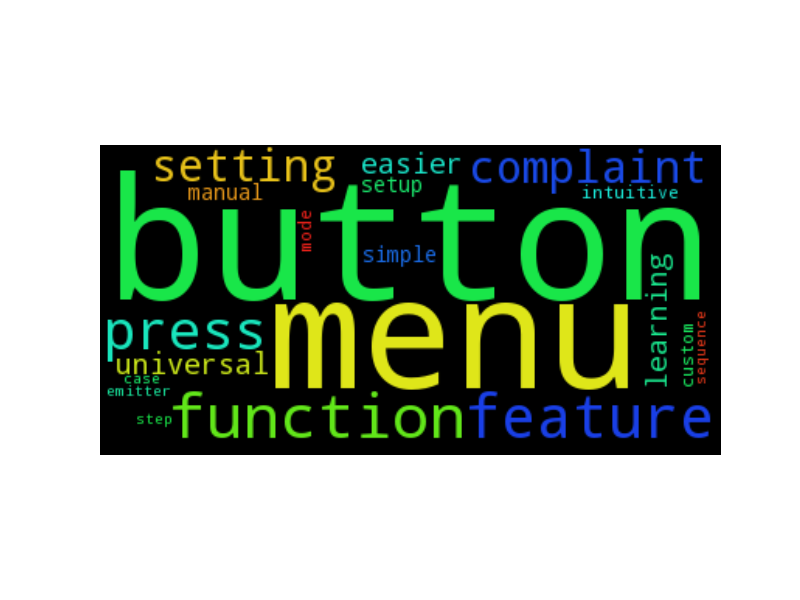 setting easier complaint
manual setup intuitive
button
mode
simple
learning
menu
press
universal
custom
sequence
case
emitter
step
function feature